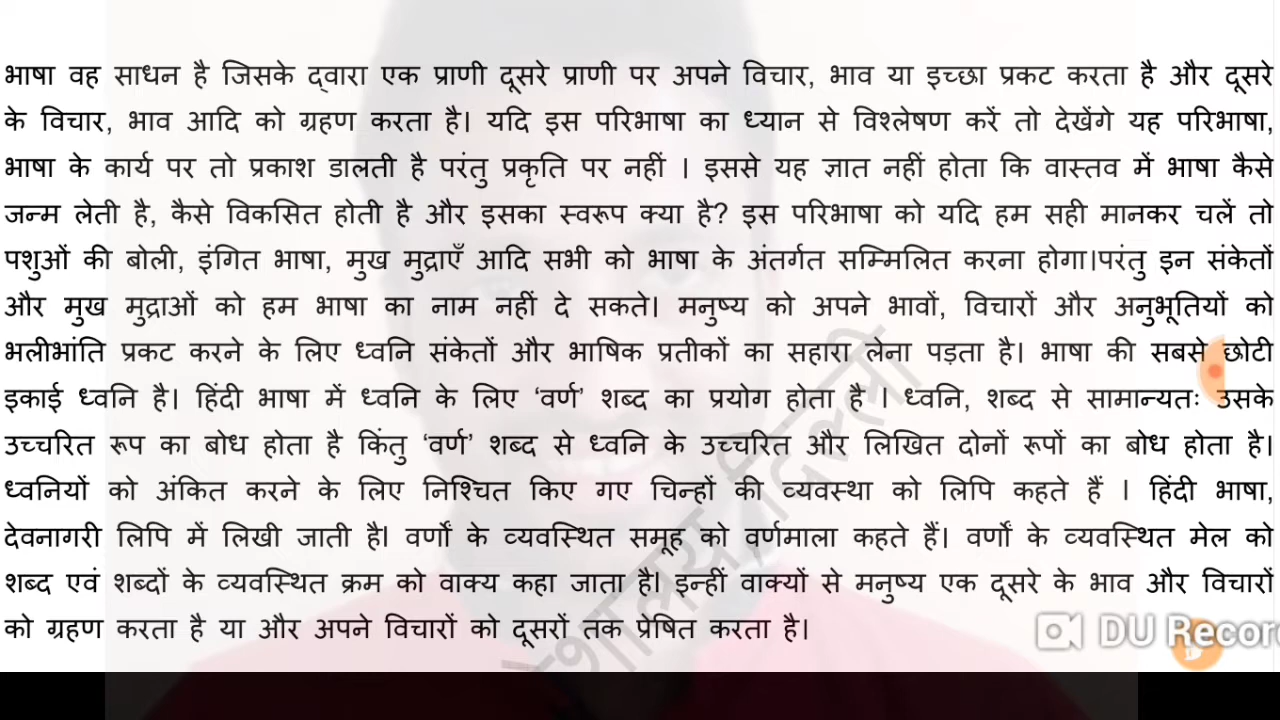 भाषा वह साधन है जिसके द्वारा एक प्राणी दूसरे प्राणी पर अपने विचार, भाव या इच्छा प्रकट करता है और दूसरे
के विचार, भाव आदि को ग्रहण करता है। यदि इस परिभाषा का ध्यान से विश्लेषण करें तो देखेंगे यह परिभाषा,
भाषा के कार्य पर तो प्रकाश डालती है परंतु प्रकृति पर नहीं । इससे यह ज्ञात नहीं होता कि वास्तव में भाषा कैसे
जन्म लेती है, कैसे विकसित होती है और इसका स्वरूप क्या है? इस परिभाषा को यदि हम सही मानकर चलें तो
पशुओं की बोली, इंगित भाषा, मुख मुद्राएँ आदि सभी को भाषा के अंतर्गत सम्मिलित करना होगा।परंतु इन संकेतों
और मुख मुद्राओं को हम भाषा का नाम नहीं दे सकते। मनुष्य को अपने भावों, विचारों और अनुभूतियों को
भलीभांति प्रकट करने के लिए ध्वनि संकेतों और भाषिक प्रतीकों का सहारा लेना पड़ता है। भाषा की सबसे छोटी
इकाई ध्वनि है। हिंदी भाषा में ध्वनि के लिए ‘वर्ण’ शब्द का प्रयोग होता है । ध्वनि, शब्द से सामान्यतः उसके
उच्चरित रूप का बोध होता है किंतु ‘वर्ण’ शब्द से ध्वनि के उच्चरित और लिखित दोनों रूपों का बोध होता है।
ध्वनियों को अंकित करने के लिए निश्चित किए गए चिन्हों की व्यवस्था को लिपि कहते हैं । हिंदी भाषा,
देवनागरी लिपि में लिखी जाती है। वर्णों के व्यवस्थित समूह को वर्णमाला कहते हैं। वर्णों के व्यवस्थित मेल को
शब्द एवं शब्दों के व्यवस्थित क्रम को वाक्य कहा जाता है। इन्हीं वाक्यों से मनुष्य एक दूसरे के भाव और विचारों
को ग्रहण करता है या और अपने विचारों को दूसरों तक प्रेषित करता है।
DU Recor